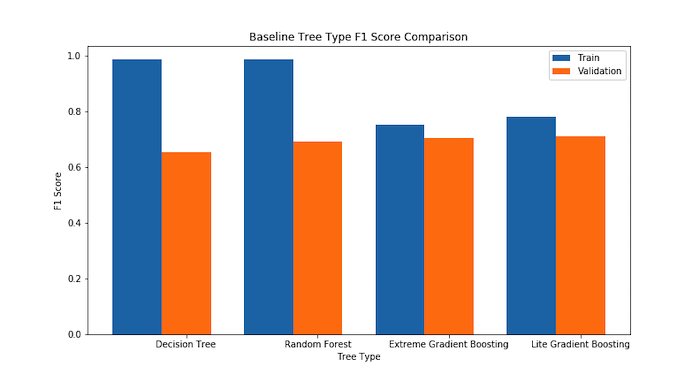 Baseline Tree Type F1 Score Comparison
Train
Validation
F1 Score
1.0
0.8
0.6
0.4
0.2
0.0
Decision Tree
Random Forest
Extreme Gradient Boosting
Lite Gradient Boosting
Tree Type